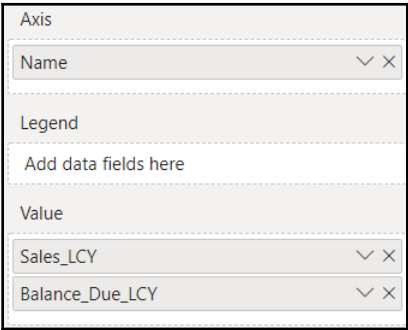 Axis
Name
Legend
Add data fields here
Value
Sales_LCY
Balance_Due_LCY